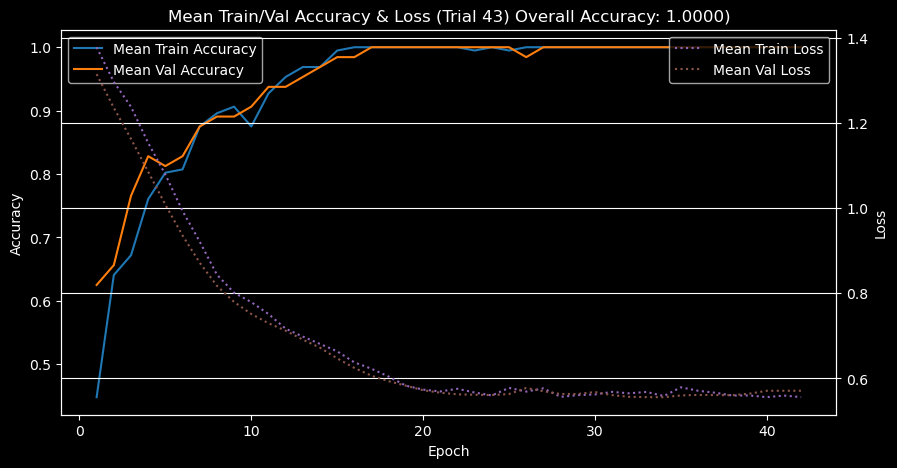 Mean Train/Val Accuracy & Loss (Trial 43) Overall Accuracy: 1.0000)
Mean Train Accuracy
Mean Val Accuracy
Mean Train Loss
Mean Val Loss
Accuracy
1.0
0.9
0.8
0.7
0.6
0.5
Loss
1.4
1.2
1.0
0.8
0.6
0
10
20
30
40
Epoch